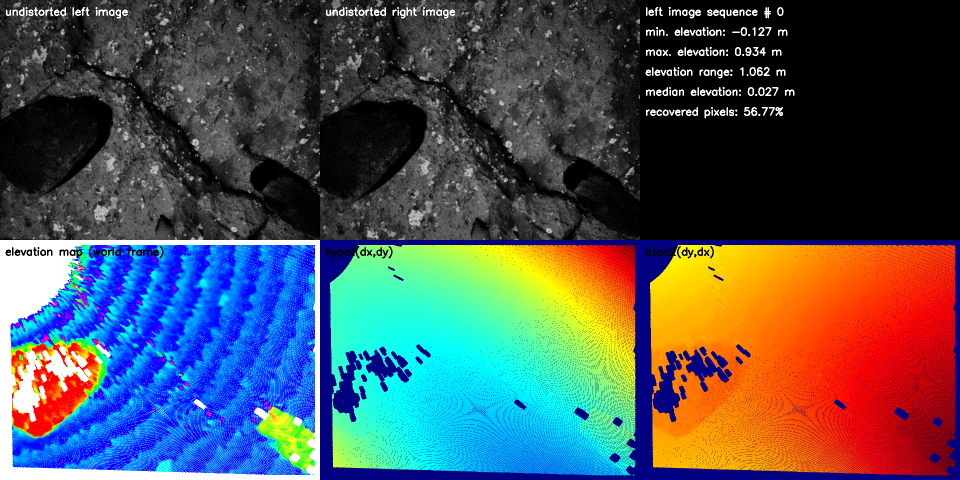 undistorted left image
undistorted right image
left image sequence # 0
min. elevation: -0.127 m
max. elevation: 0.934 m
elevation range: 1.062 m
median elevation: 0.027 m
recovered pixels: 56.77%
elevation map (world frame)
hypot(dx,dy)
atan2(dy,dx)